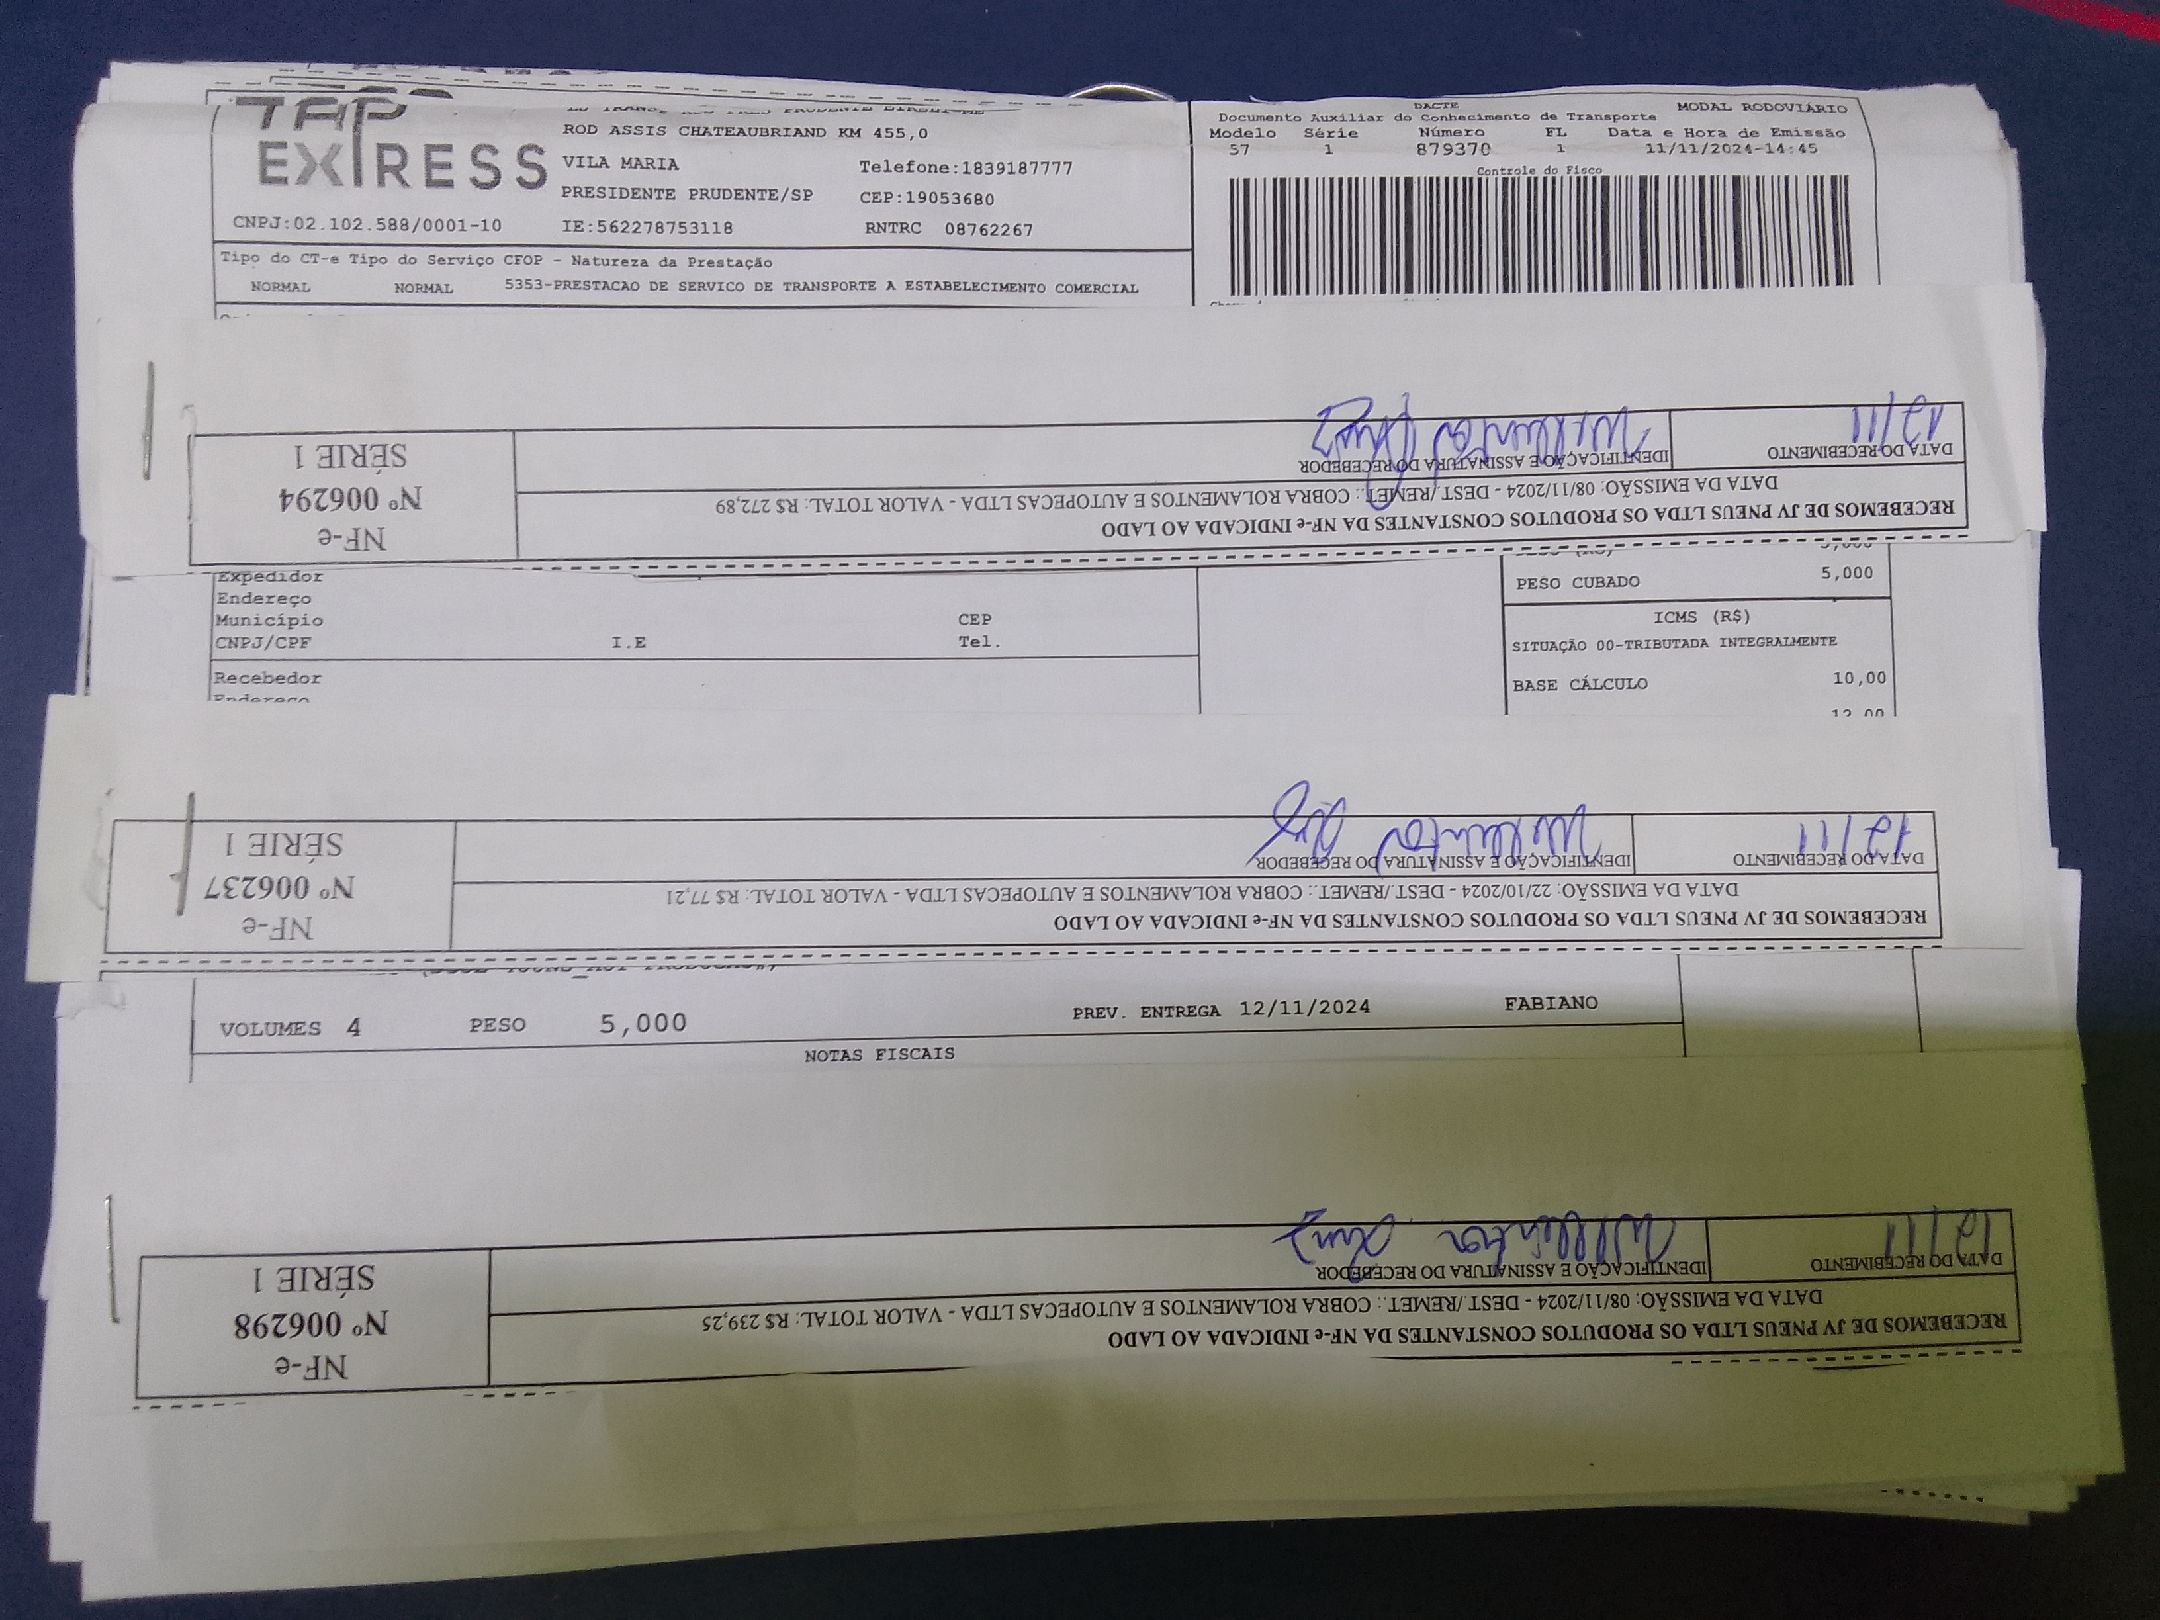 TAP
EXPRESS
ROD ASSIS CHATEAUBRIAND KM 455,0
VILA MARIA Telefone:1839187777
PRESIDENTE PRUDENTE/SP CEP:19053680
CNPJ:02.102.588/0001-10 IE:562278753118 RNTRC 08762267
Tipo do CT-e Tipo do Serviço CFOP - Natureza da Prestação
NORMAL NORMAL 5353-PRESTACAO DE SERVICO DE TRANSPORTE A ESTABELECIMENTO COMERCIAL
DACTE MODAL RODOVIÁRIO
Documento Auxiliar do Conhecimento de Transporte
Modelo Série Número FL Data e Hora de Emissão
57 1 879370 1 11/11/2024-14:45
Controle do Fisco
RECEBEMOS DE JV PNEUS LTDA OS PRODUTOS CONSTANTES DA NF-e INDICADA AO LADO
DATA DA EMISSÃO: 08/11/2024 - DEST./REMET.: COBRA ROLAMENTOS E AUTOPECAS LTDA - VALOR TOTAL: R$ 272,89
DATA DO RECEBIMENTO
12/11
IDENTIFICAÇÃO E ASSINATURA DO RECEBEDOR
NF-e
Nº 006294
SÉRIE 1
Expedidor
Endereço
Município CEP
CNPJ/CPF I.E Tel.
Recebedor
Endereço
PESO CUBADO 5,000
ICMS (R$)
SITUAÇÃO 00-TRIBUTADA INTEGRALMENTE
BASE CÁLCULO 10,00
12,00
RECEBEMOS DE JV PNEUS LTDA OS PRODUTOS CONSTANTES DA NF-e INDICADA AO LADO
DATA DA EMISSÃO: 22/10/2024 - DEST./REMET.: COBRA ROLAMENTOS E AUTOPECAS LTDA - VALOR TOTAL: R$ 77,21
DATA DO RECEBIMENTO
12/11
IDENTIFICAÇÃO E ASSINATURA DO RECEBEDOR
NF-e
Nº 006237
SÉRIE 1
VOLUMES 4 PESO 5,000 PREV. ENTREGA 12/11/2024 FABIANO
NOTAS FISCAIS
RECEBEMOS DE JV PNEUS LTDA OS PRODUTOS CONSTANTES DA NF-e INDICADA AO LADO
DATA DA EMISSÃO: 08/11/2024 - DEST./REMET.: COBRA ROLAMENTOS E AUTOPECAS LTDA - VALOR TOTAL: R$ 239,25
DATA DO RECEBIMENTO
12/11
IDENTIFICAÇÃO E ASSINATURA DO RECEBEDOR
NF-e
Nº 006298
SÉRIE 1